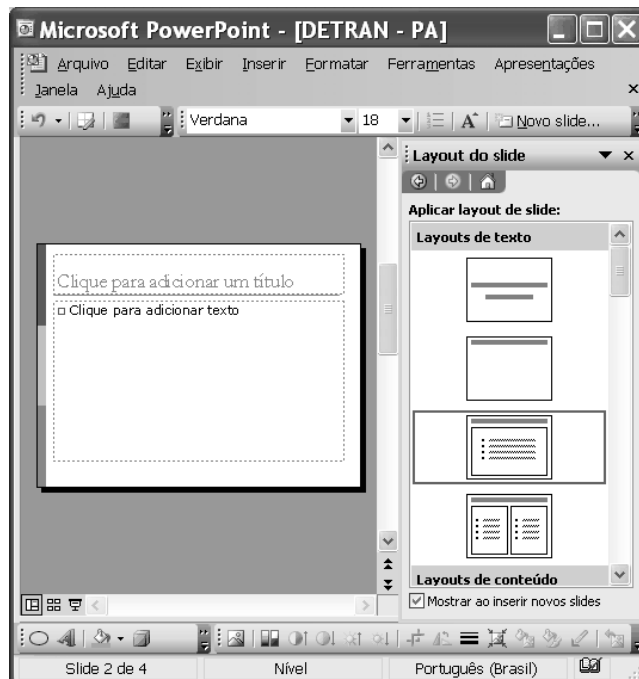 Microsoft PowerPoint - [DETRAN - PA]
Arquivo Editar Exibir Inserir Formatar Ferramentas Apresentações
Janela Ajuda
Verdana 18 A Novo slide...
Layout do slide
Aplicar layout de slide:
Layouts de texto
Clique para adicionar um título
Clique para adicionar texto
Layouts de conteúdo
Mostrar ao inserir novos slides
Slide 2 de 4 Nível Português (Brasil)